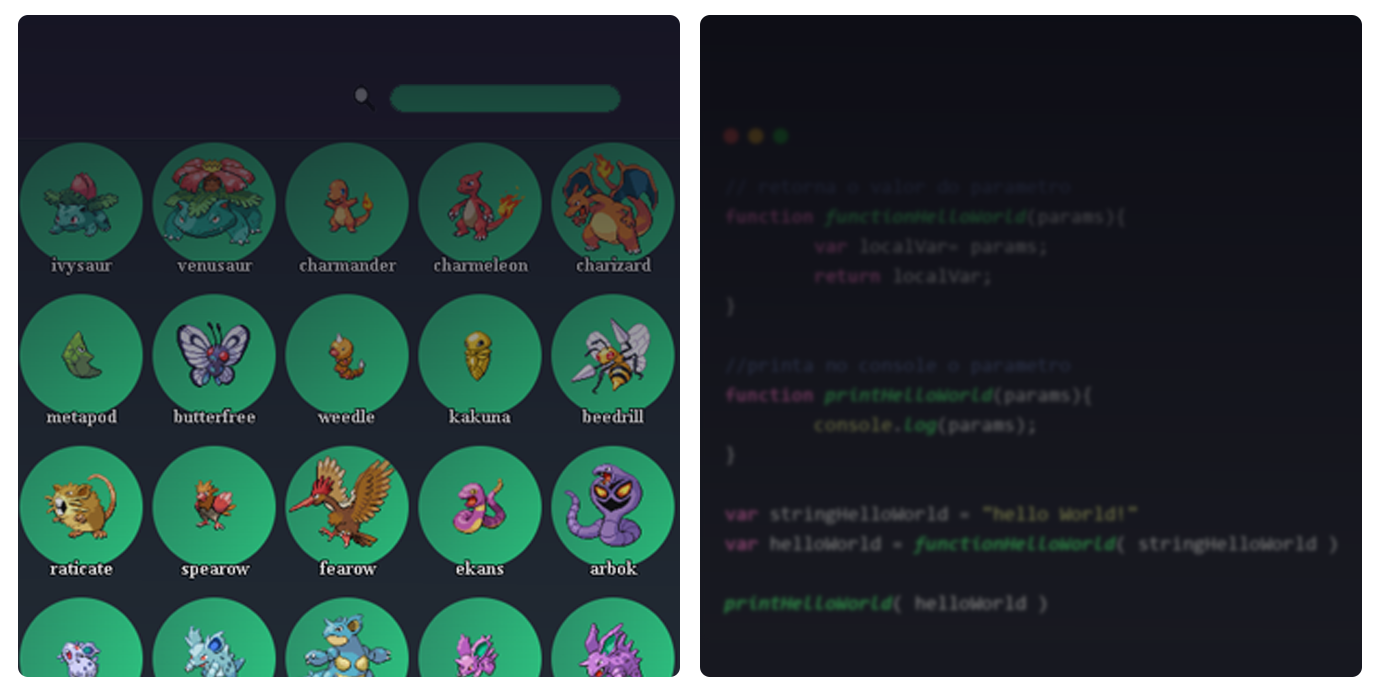 ivysaur venusaur charmander charmeleon charizard
metapod butterfree weedle kakuna beedrill
raticate spearow fearow ekans arbok
// retorna o valor do parametro
function functionHelloWorld(params){
var localVar= params;
return localVar;
}
//printa no console o parametro
function printHelloWorld(params){
console.log(params);
}
var stringHelloWorld = "hello World!"
var helloWorld = functionHelloWorld( stringHelloWorld )
printHelloWorld( helloWorld )